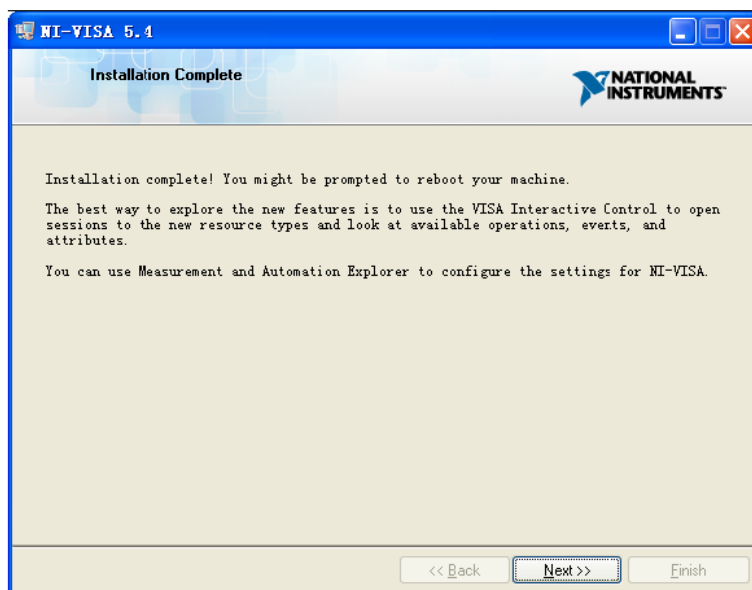 NI-VISA 5.4
Installation Complete
NATIONAL
INSTRUMENTS™
Installation complete! You might be prompted to reboot your machine.
The best way to explore the new features is to use the VISA Interactive Control to open
sessions to the new resource types and look at available operations, events, and
attributes.
You can use Measurement and Automation Explorer to configure the settings for NI-VISA.
<< Back
Next >>
Finish